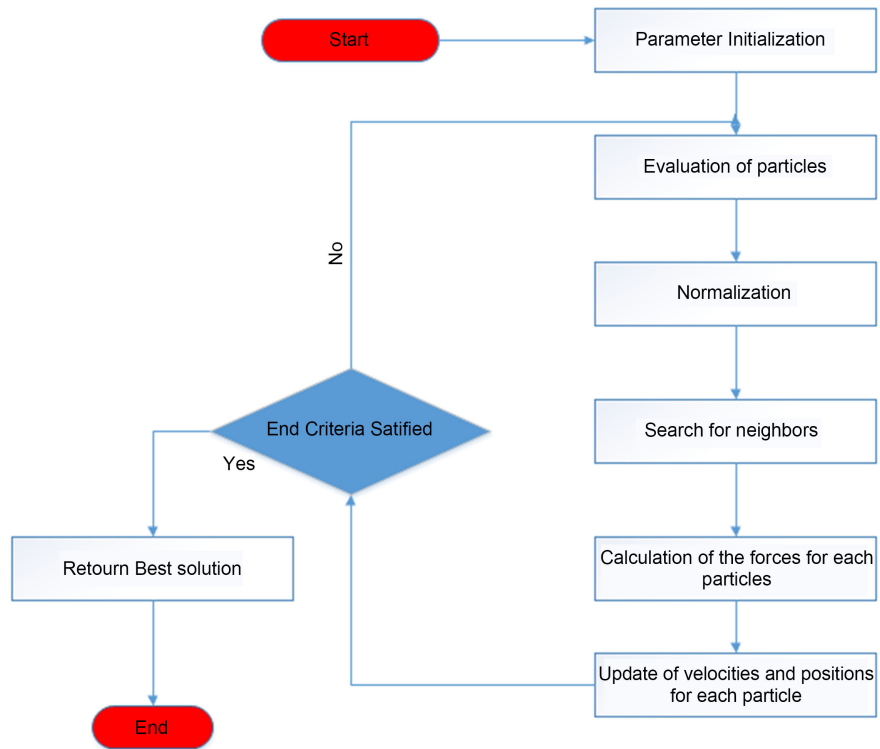 Start
Parameter Initialization
Evaluation of particles
No
Normalization
End Criteria Satified
Search for neighbors
Yes
Retourn Best solution
Calculation of the forces for each
particles
Update of velocities and positions
for each particle
End